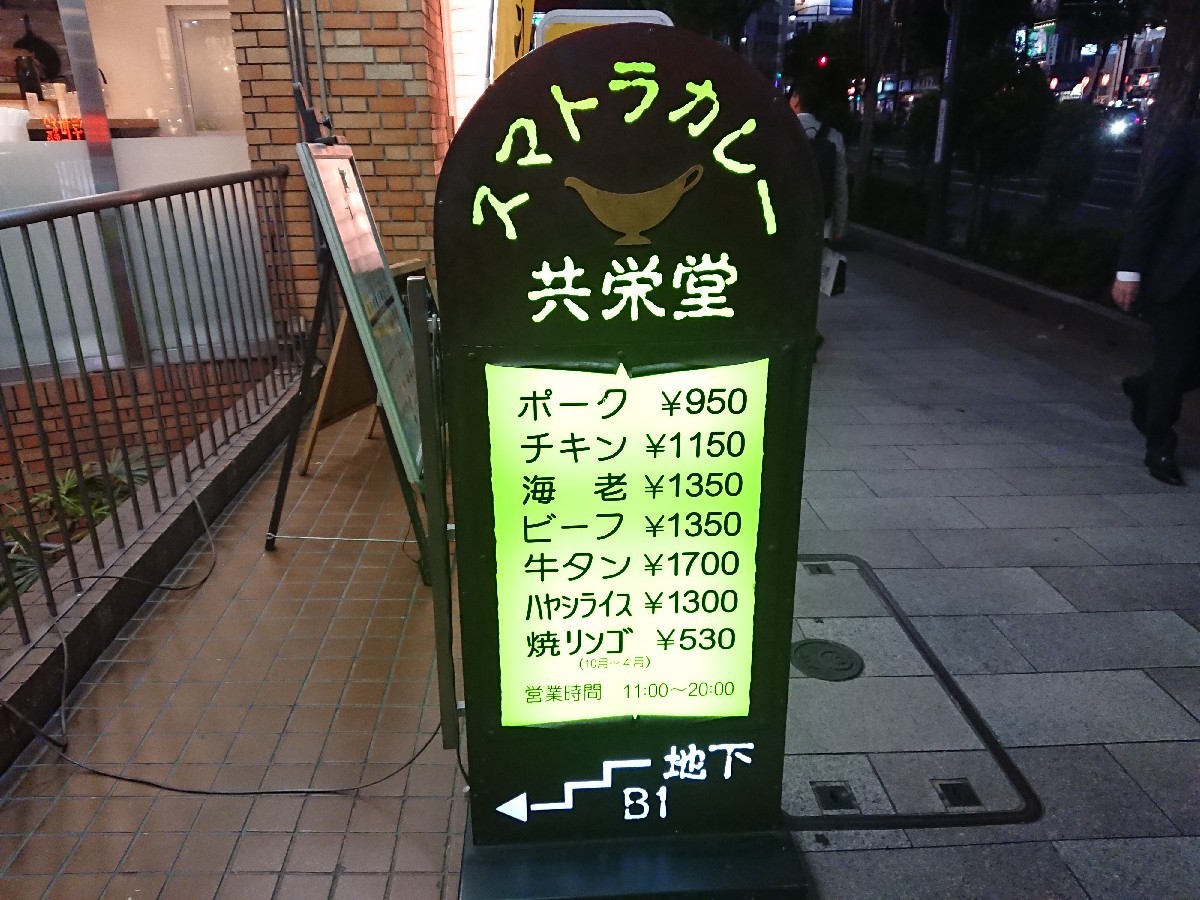 スマトラカレー
共栄堂
ポーク ¥950
チキン ¥1150
海 老 ¥1350
ビーフ ¥1350
牛タン ¥1700
ハヤシライス ¥1300
焼リンゴ ¥530
(10月~4月)
営業時間 11:00~20:00
地下
B1